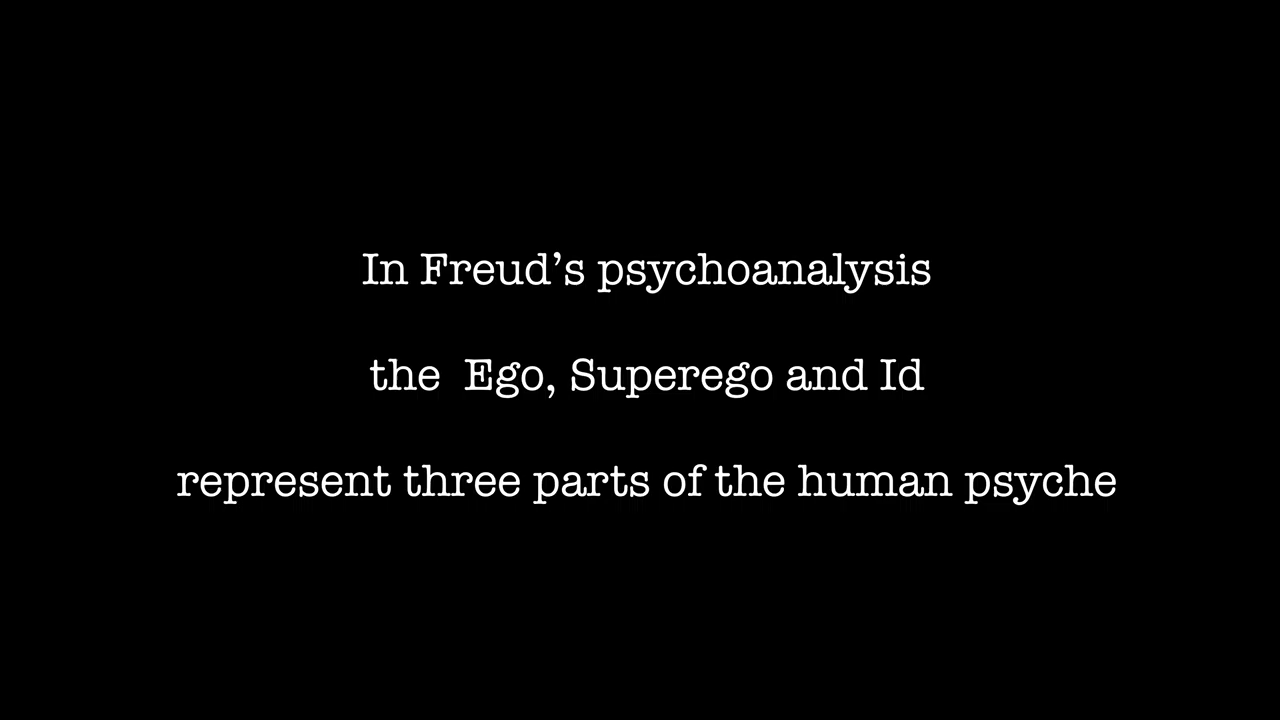 In Freud’s psychoanalysis
the  Ego, Superego and Id
represent three parts of the human psyche